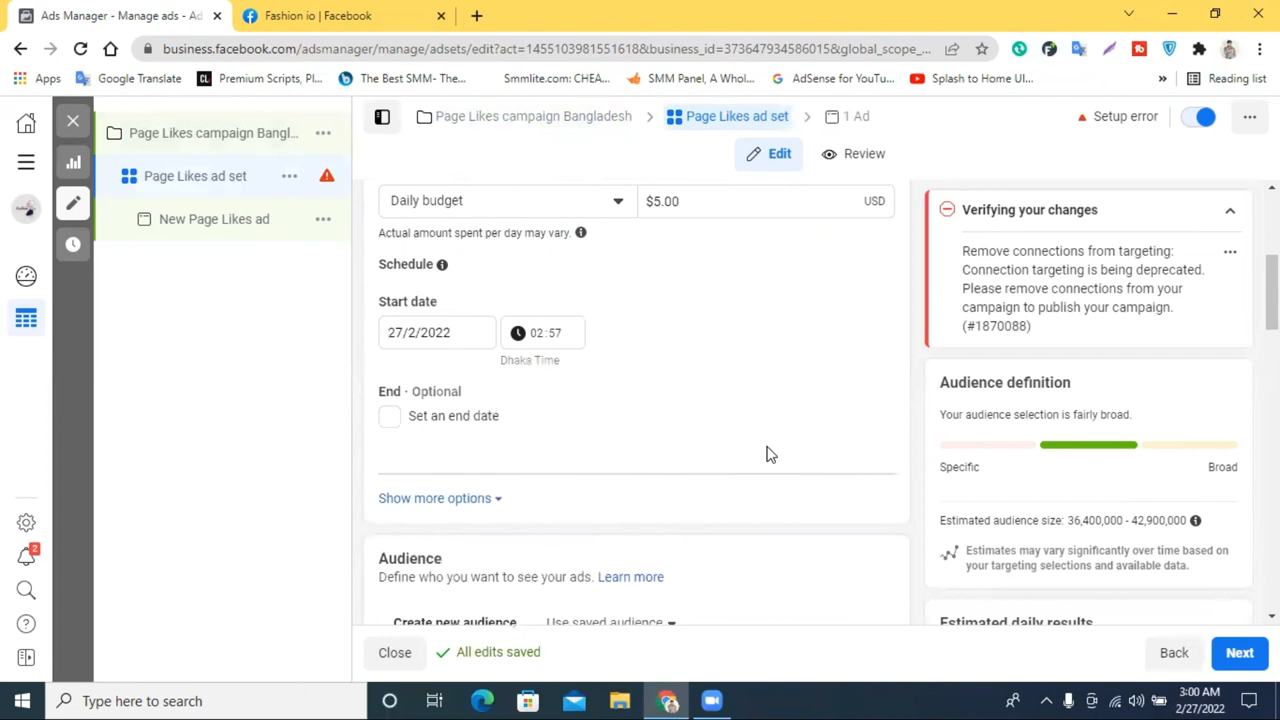 Ads Manager - Manage ads - Ad
Fashion io | Facebook
business.facebook.com/adsmanager/manage/adsets/edit?act=1455103981551618&business_id=373647934586015&global_scope_...
Apps
Google Translate
Premium Scripts, Pl...
The Best SMM- The...
Smmlite.com: CHEA...
SMM Panel, A Whol...
AdSense for YouTu...
Splash to Home UI...
»
Reading list
Page Likes campaign Bangl...
Page Likes ad set
New Page Likes ad
Page Likes campaign Bangladesh
Page Likes ad set
1 Ad
Setup error
Edit
Review
Daily budget
$5.00
USD
Actual amount spent per day may vary.
Schedule
Start date
27/2/2022
02:57
Dhaka Time
End · Optional
Set an end date
Show more options
Audience
Define who you want to see your ads. Learn more
Create new audience
Use saved audience
Verifying your changes
Remove connections from targeting:
Connection targeting is being deprecated.
Please remove connections from your
campaign to publish your campaign.
(#1870088)
Audience definition
Your audience selection is fairly broad.
Specific
Broad
Estimated audience size: 36,400,000 - 42,900,000
Estimates may vary significantly over time based on
your targeting selections and available data.
Estimated daily results
Close
All edits saved
Back
Next
2
Type here to search
3:00 AM
2/27/2022